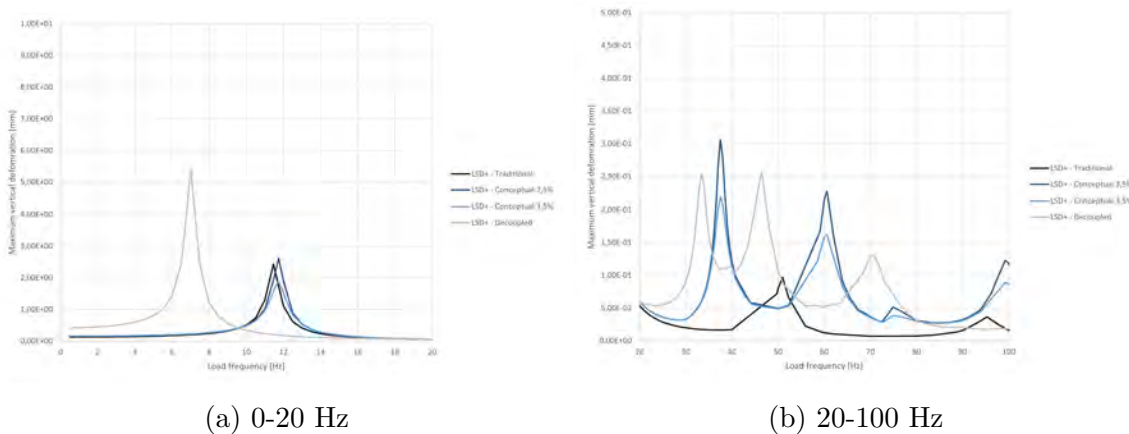 1,00E+01
9,00E+00
8,00E+00
7,00E+00
6,00E+00
5,00E+00
4,00E+00
3,00E+00
2,00E+00
1,00E+00
0,00E+00
0 2 4 6 8 10 12 14 16 18 20
Maximum vertical deformation [mm]
Load frequency [Hz]
LSD+ - Traditional
LSD+ - Conceptual
LSD+ - Conceptual 3,5%
LSD+ - Decoupled
(a) 0-20 Hz
5,00E-01
4,50E-01
4,00E-01
3,50E-01
3,00E-01
2,50E-01
2,00E-01
1,50E-01
1,00E-01
5,00E-02
0,00E+00
20 30 40 50 60 70 80 90 100
Maximum vertical deformation [mm]
Load frequency [Hz]
LSD+ - Traditional
LSD+ - Conceptual
LSD+ - Conceptual 3,5%
LSD+ - Decoupled
(b) 20-100 Hz